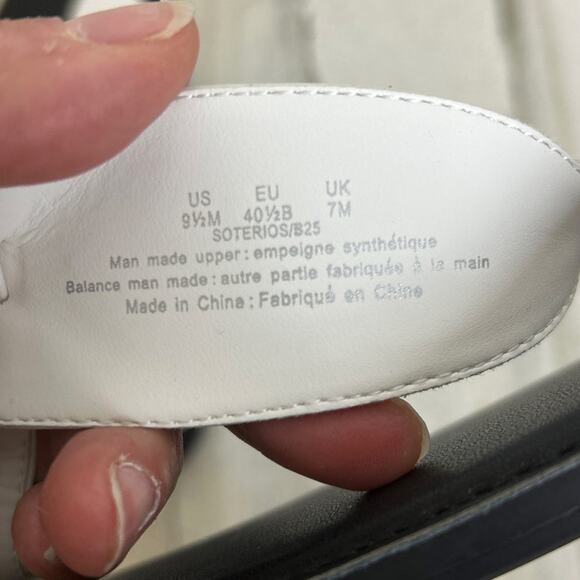 US EU UK
9½M 40½B 7M
SOTERIOS/B25
Man made upper: empeigne synthétique
Balance man made: autre partie fabriquée à la main
Made in China: Fabriqué en Chine